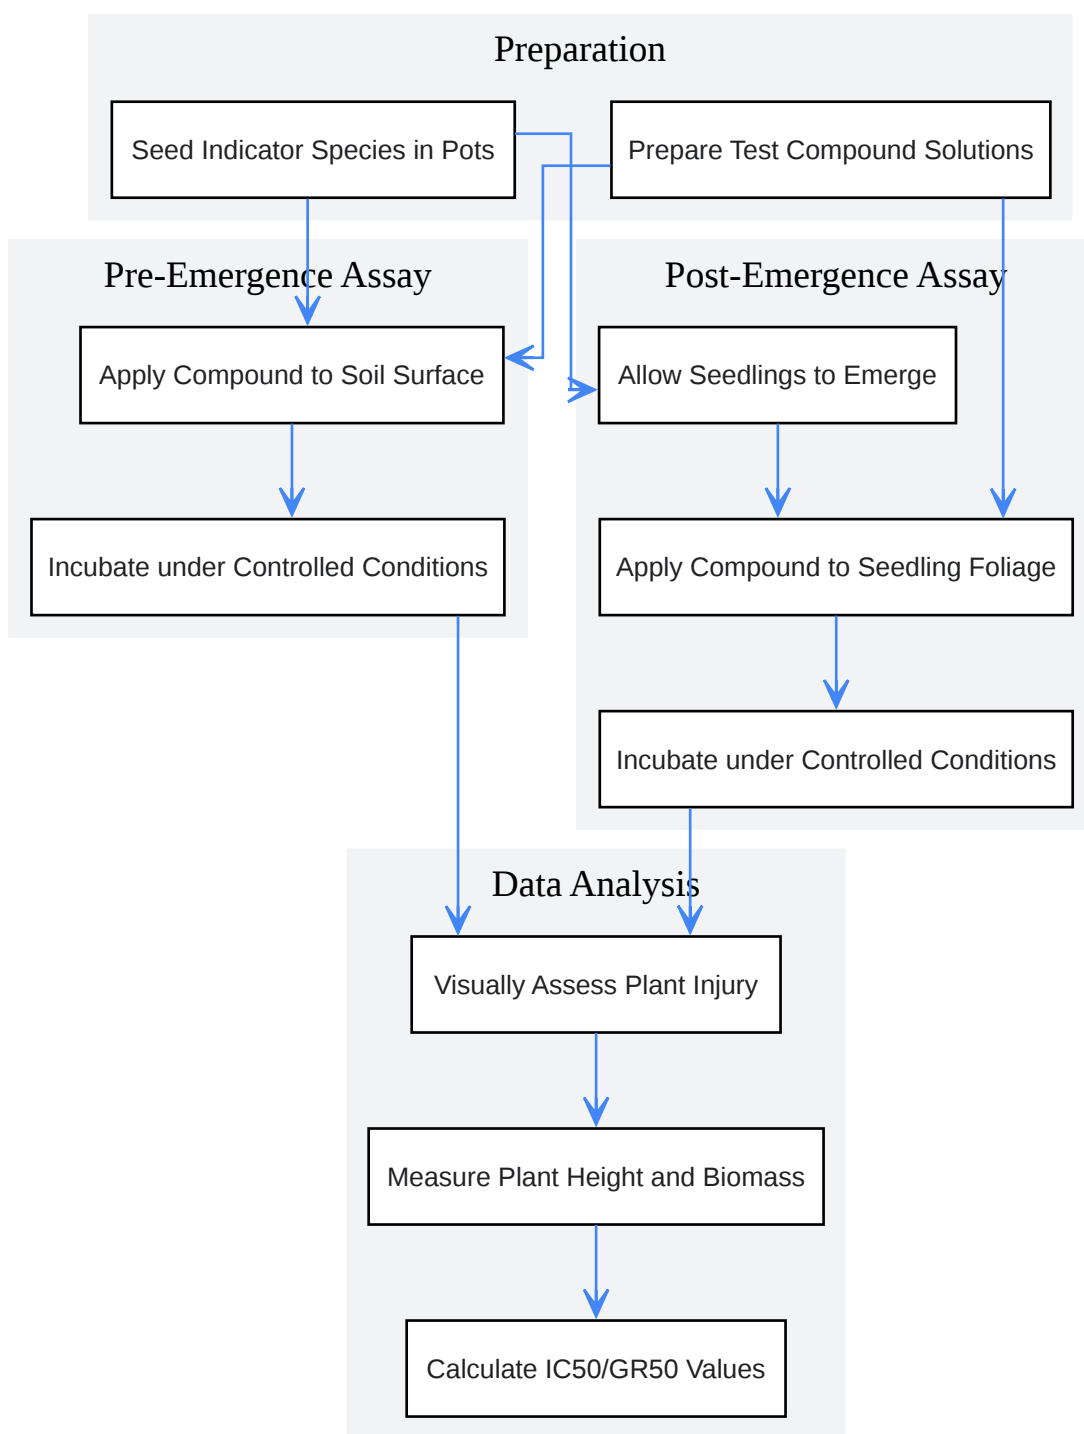 Preparation
Seed Indicator Species in Pots
Prepare Test Compound Solutions
Pre-Emergence Assay
Apply Compound to Soil Surface
Incubate under Controlled Conditions
Post-Emergence Assay
Allow Seedlings to Emerge
Apply Compound to Seedling Foliage
Incubate under Controlled Conditions
Data Analysis
Visually Assess Plant Injury
Measure Plant Height and Biomass
Calculate IC50/GR50 Values